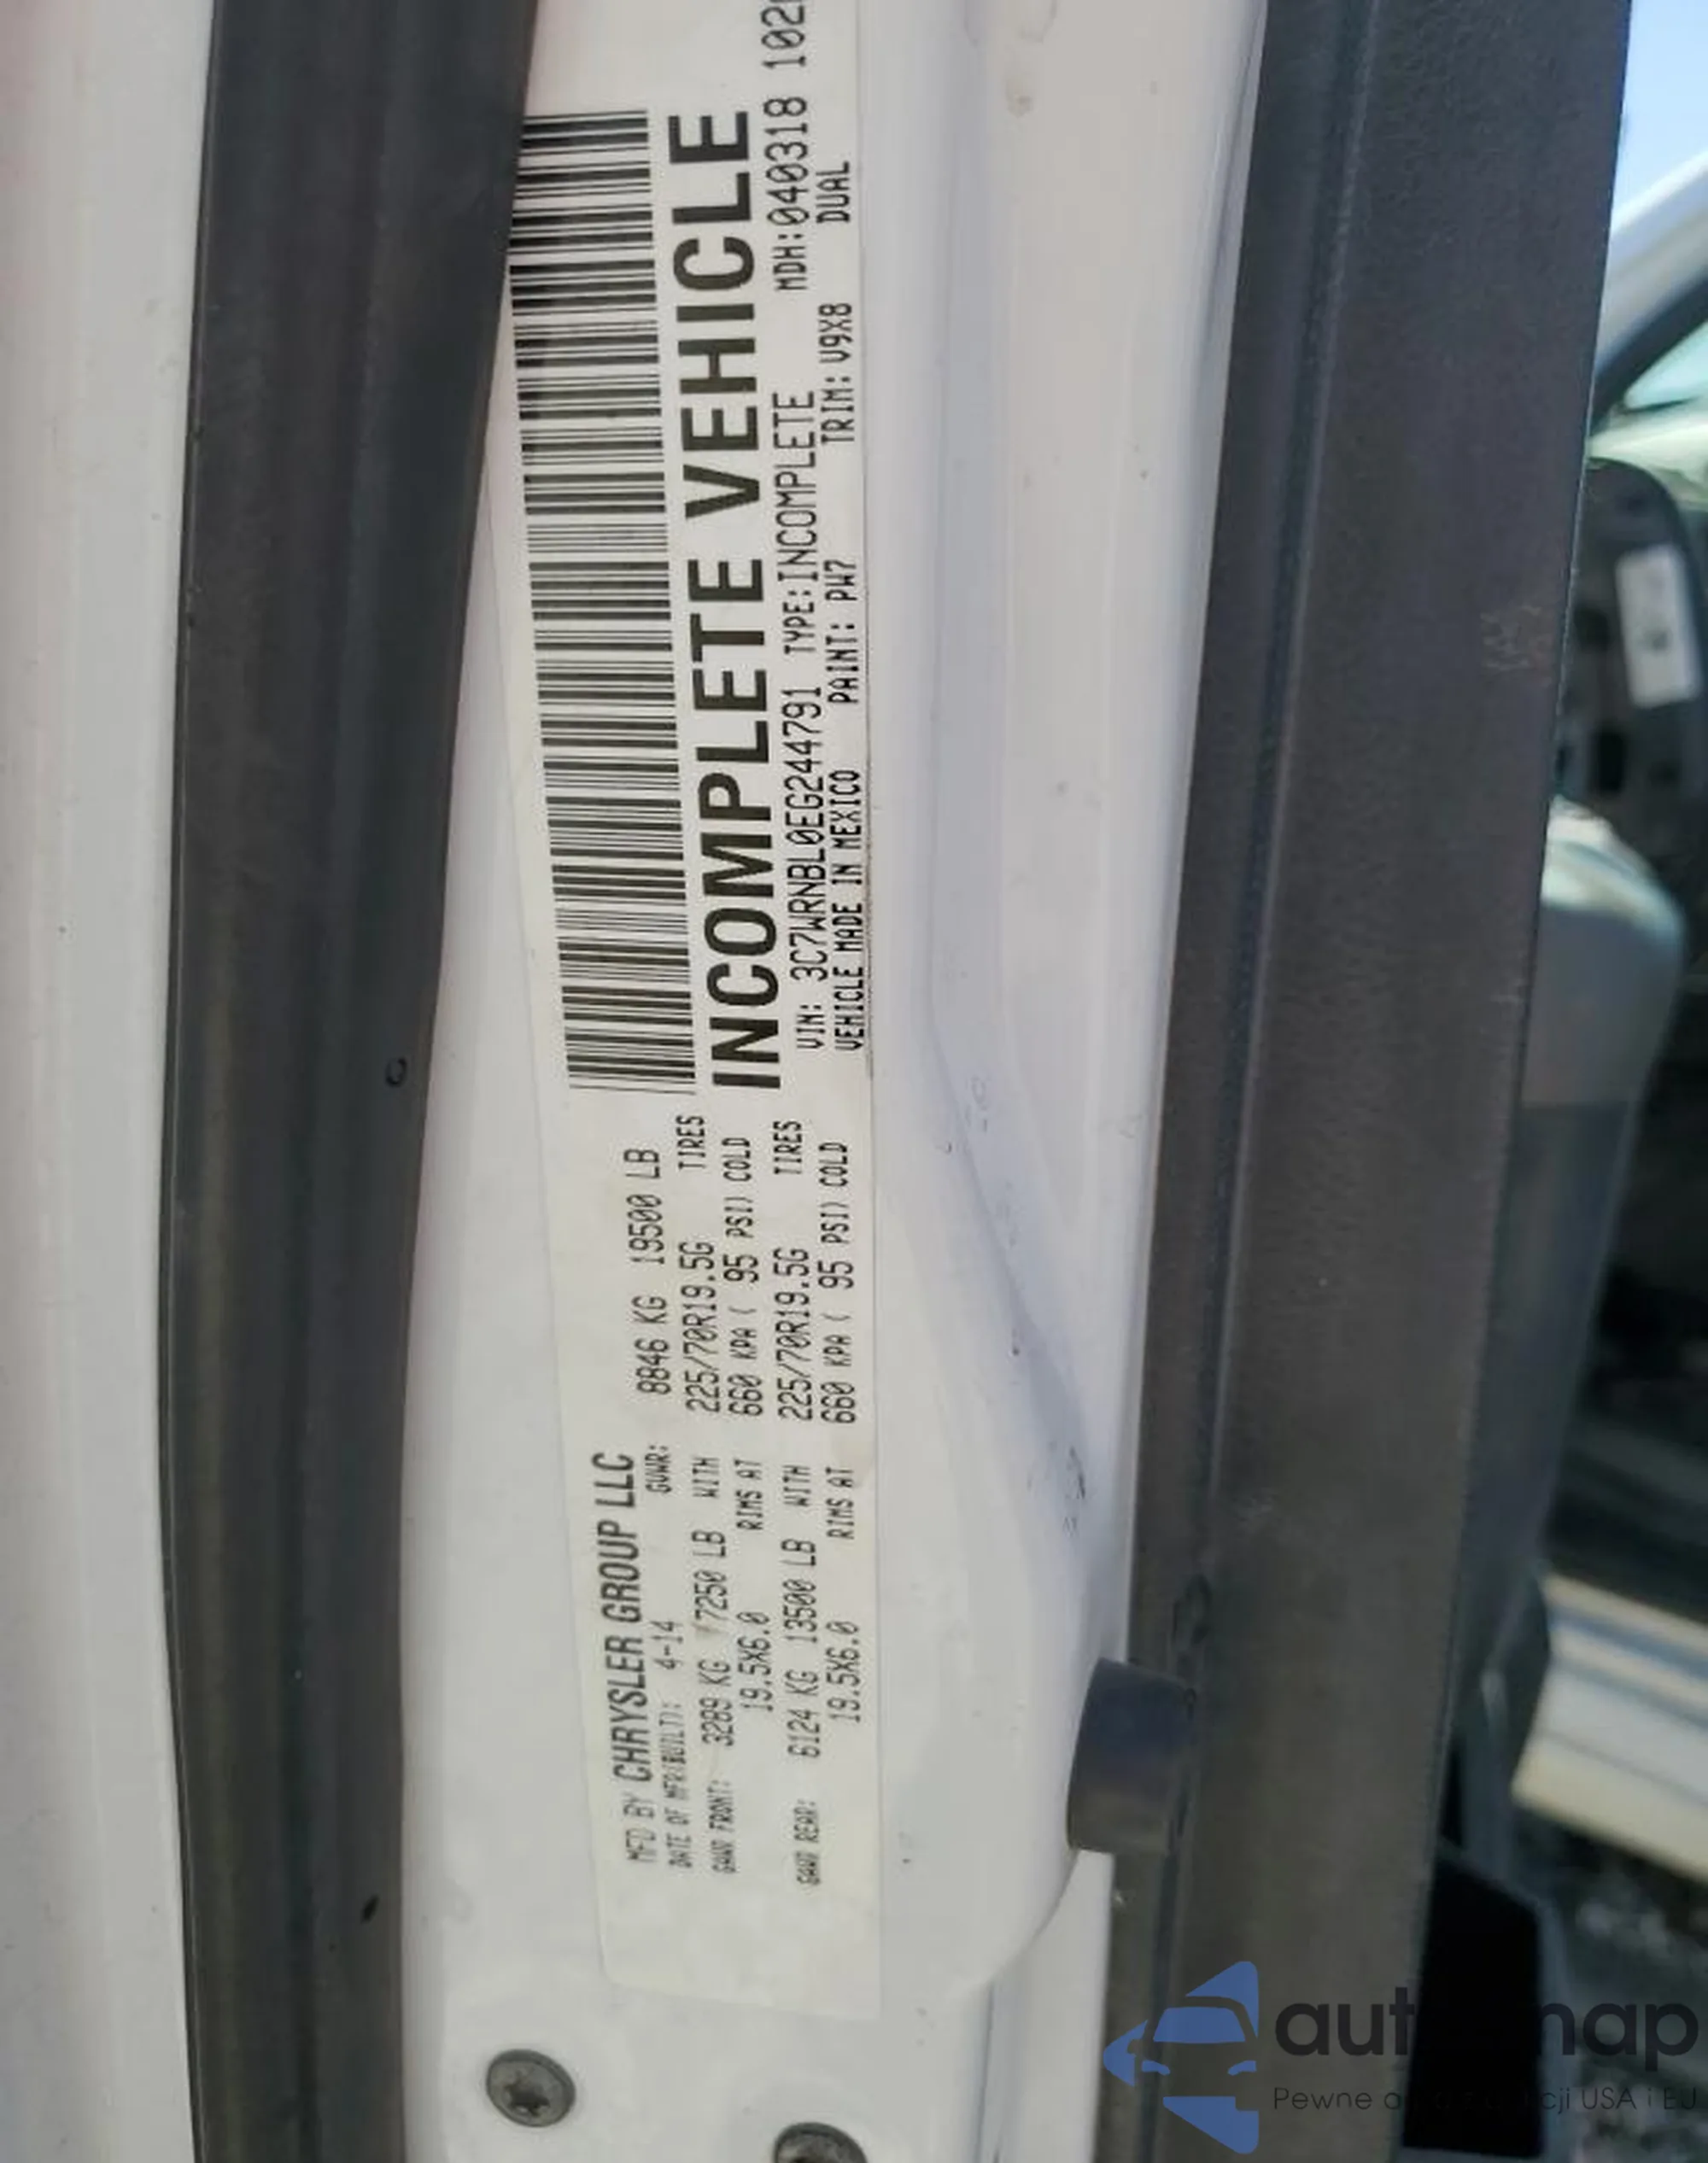 MFD BY CHRYSLER GROUP LLC
DATE OF MFR(BUILT): 4-14 GVWR: 8846 KG 19500 LB
GAWR FRONT: 3289 KG 7250 LB WITH 225/70R19.5G TIRES
19.5X6.0 RIMS AT 660 KPA ( 95 PSI) COLD
GAWR REAR: 6124 KG 13500 LB WITH 225/70R19.5G TIRES
19.5X6.0 RIMS AT 660 KPA ( 95 PSI) COLD
INCOMPLETE VEHICLE
VIN: 3C7WRNBL0EG244791 TYPE:INCOMPLETE MDH:040318 102
VEHICLE MADE IN MEXICO PAINT: PW7 TRIM: V9X8 DUAL
Pewne USA i EJ